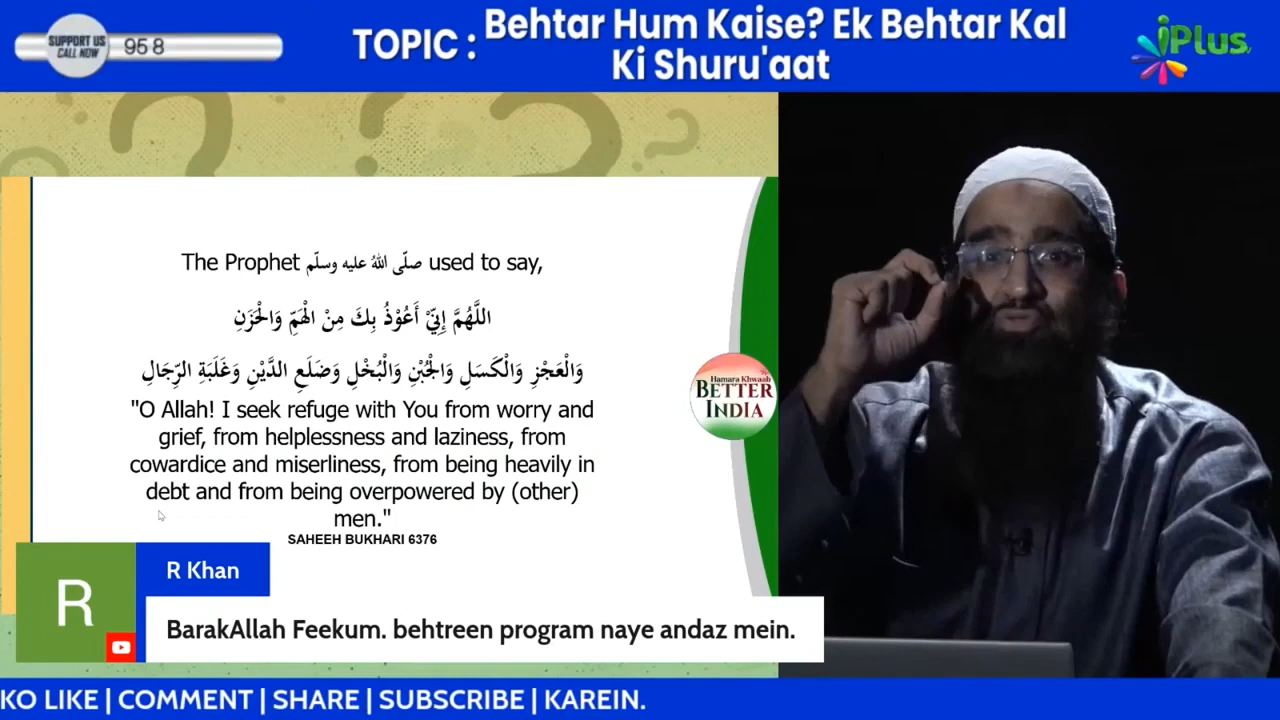 SUPPORT US
CALL NOW
958
TOPIC :
Behtar Hum Kaise? Ek Behtar Kal
Ki Shuru'aat
iPlus
The Prophet صلّى اللهُ عليه وسلّم used to say,
اللَّهُمَّ إِنِّيْ أَعُوْذُ بِكَ مِنْ الْهَمِّ وَالْحَزَنِ
وَالْعَجْزِ وَالْكَسَلِ وَالْجُبْنِ وَالْبُخْلِ وَضَلَعِ الدَّيْنِ وَغَلَبَةِ الرِّجَالِ
"O Allah! I seek refuge with You from worry and
grief, from helplessness and laziness, from
cowardice and miserliness, from being heavily in
debt and from being overpowered by (other)
men."
SAHEEH BUKHARI 6376
Hamara Khwaab
BETTER
INDIA
R
R Khan
BarakAllah Feekum. behtreen program naye andaz mein.
KO LIKE | COMMENT | SHARE | SUBSCRIBE | KAREIN.